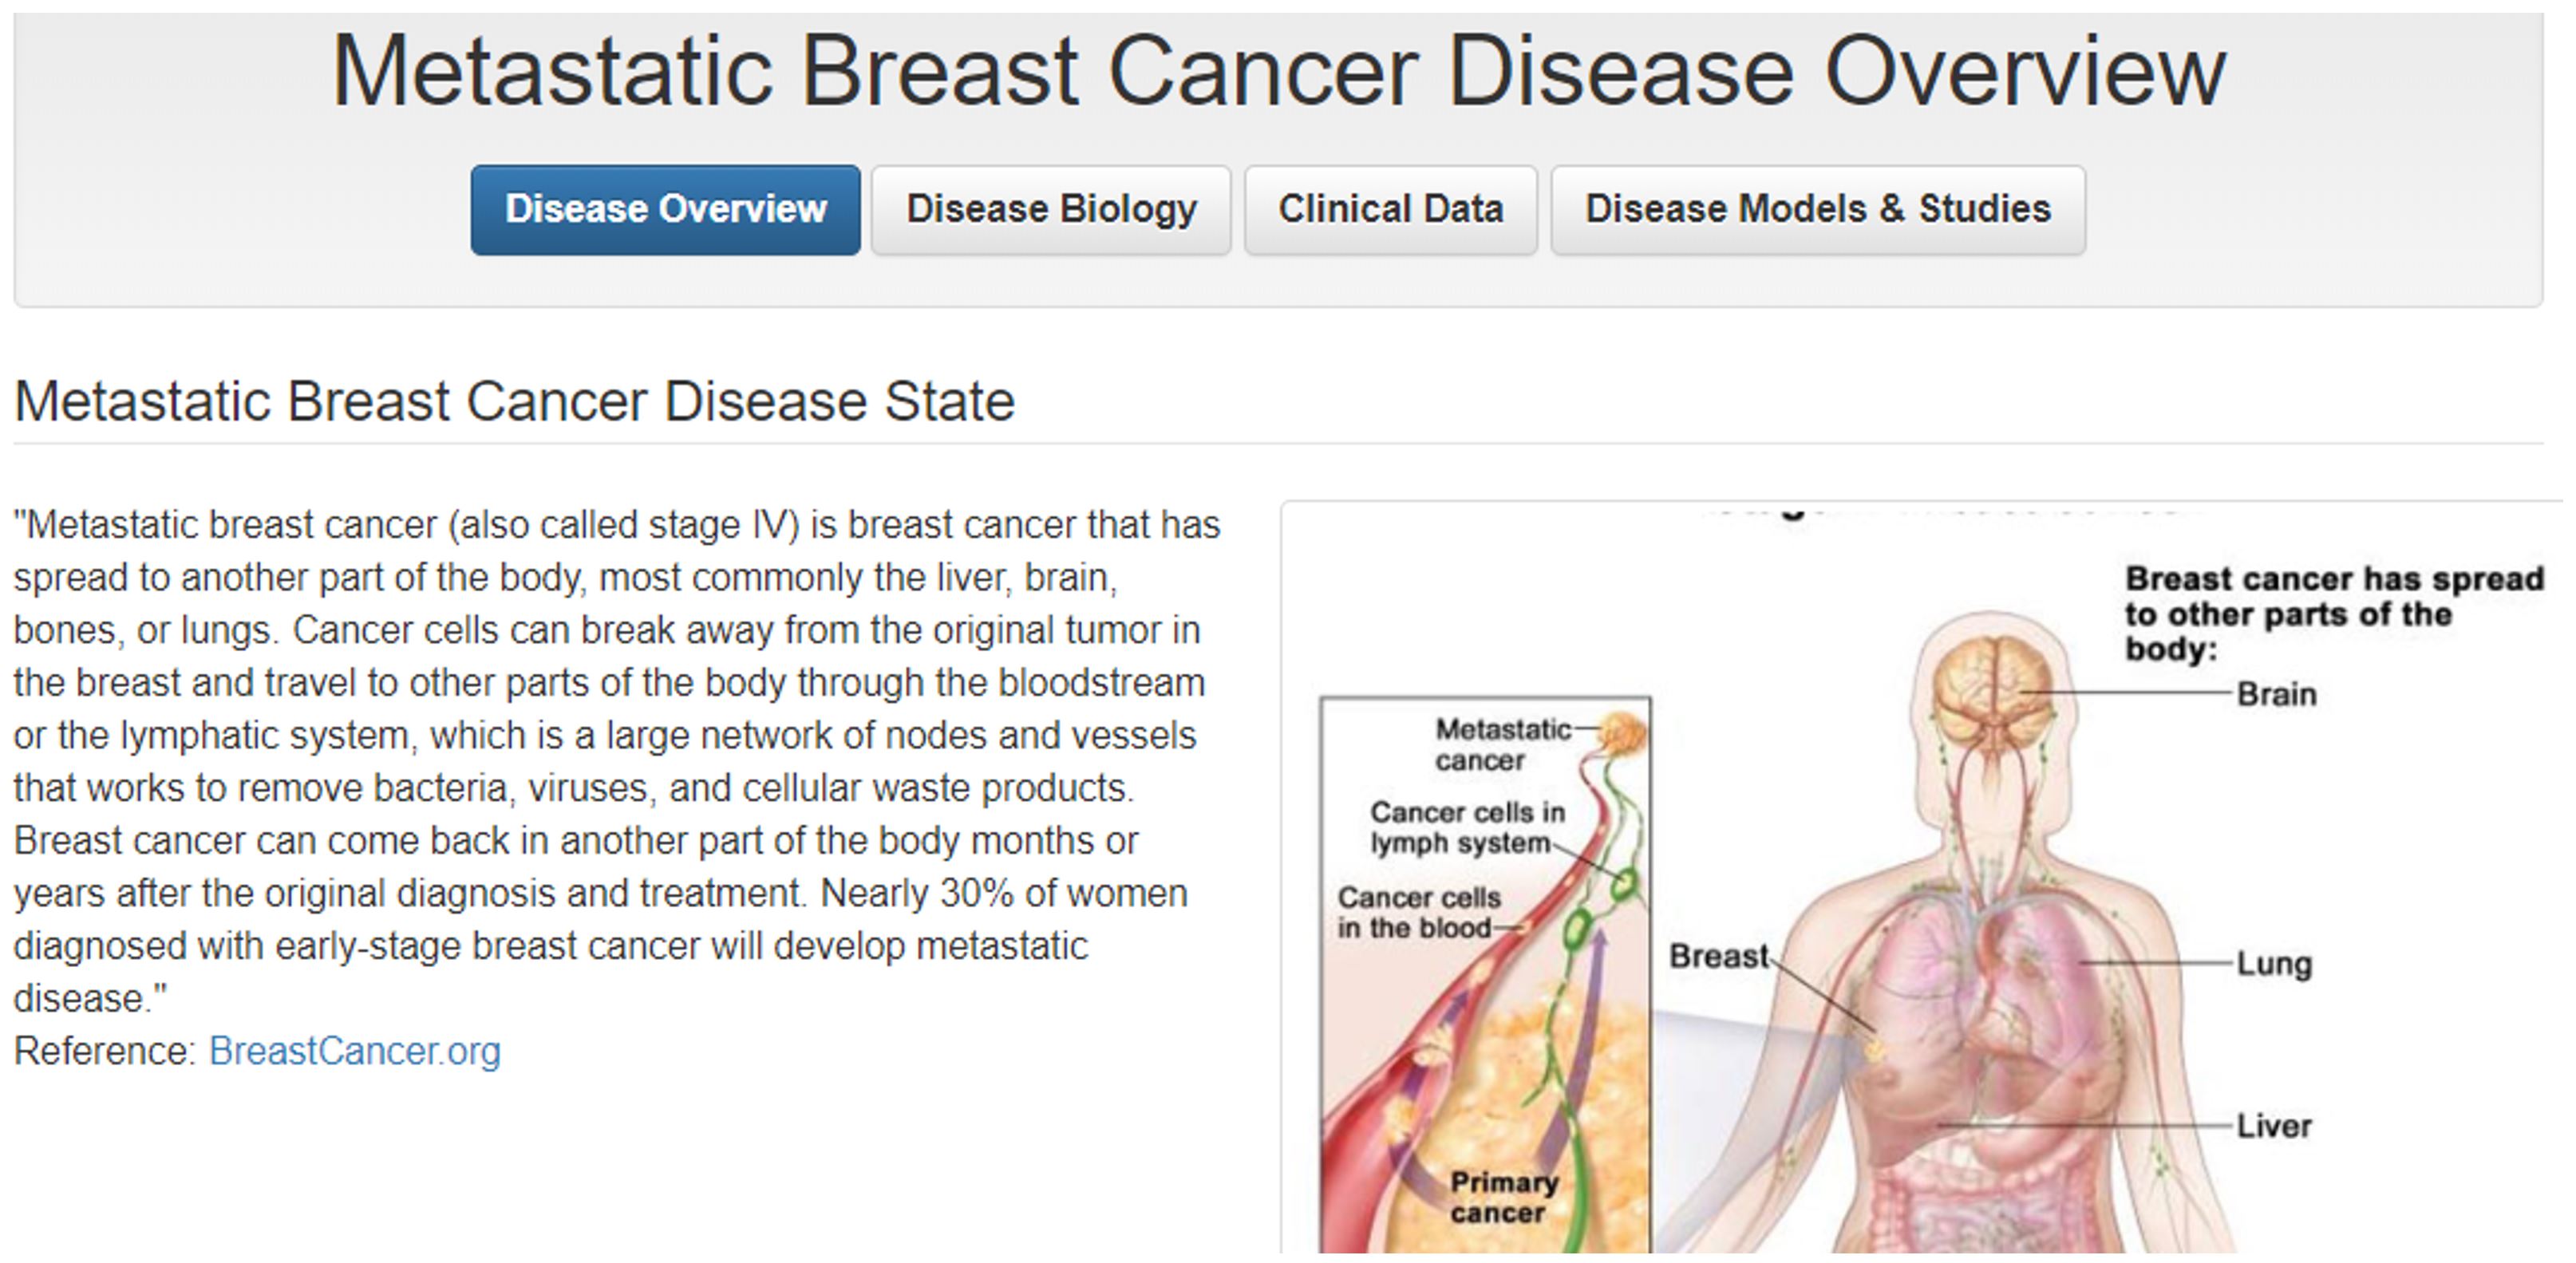 Metastatic Breast Cancer Disease Overview
Disease Overview
Disease Biology
Clinical Data
Disease Models & Studies
Metastatic Breast Cancer Disease State
"Metastatic breast cancer (also called stage IV) is breast cancer that has
spread to another part of the body, most commonly the liver, brain,
bones, or lungs. Cancer cells can break away from the original tumor in
the breast and travel to other parts of the body through the bloodstream
or the lymphatic system, which is a large network of nodes and vessels
that works to remove bacteria, viruses, and cellular waste products.
Breast cancer can come back in another part of the body months or
years after the original diagnosis and treatment. Nearly 30% of women
diagnosed with early-stage breast cancer will develop metastatic
disease."
Reference: BreastCancer.org
Breast cancer has spread
to other parts of the
body:
Brain
Metastatic
cancer
Cancer cells in
lymph system
Cancer cells
in the blood
Breast
Lung
Liver
Primary
cancer